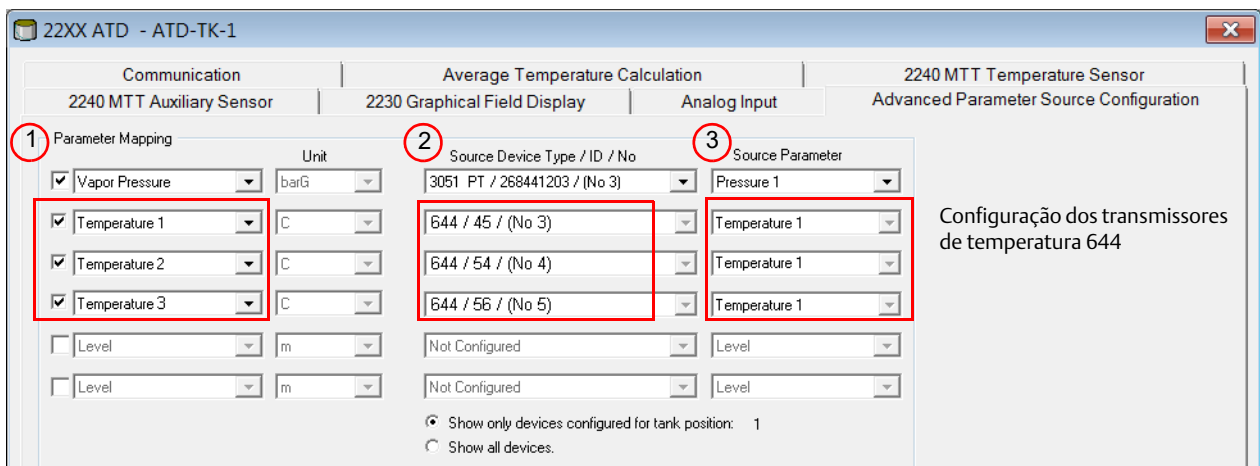 22XX ATD - ATD-TK-1
Communication Average Temperature Calculation 2240 MTT Temperature Sensor
2240 MTT Auxiliary Sensor 2230 Graphical Field Display Analog Input Advanced Parameter Source Configuration
1 Parameter Mapping 2 3
Unit Source Device Type / ID / No Source Parameter
Vapor Pressure barG 3051 PT / 268441203 / (No 3) Pressure 1
Temperature 1 C 644 / 45 / (No 3) Temperature 1
Temperature 2 C 644 / 54 / (No 4) Temperature 1
Temperature 3 C 644 / 56 / (No 5) Temperature 1
Configuração dos transmissores
de temperatura 644
Level m Not Configured Level
Level m Not Configured Level
Show only devices configured for tank position: 1
Show all devices.